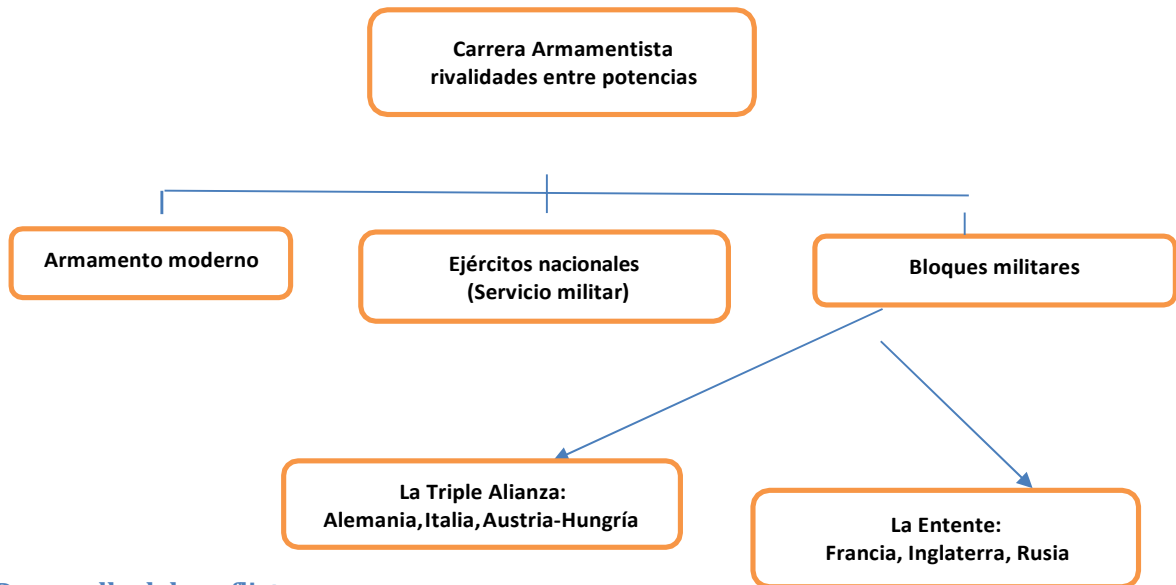 Carrera Armamentista
rivalidades entre potencias
Armamento moderno
Ejércitos nacionales
(Servicio militar)
Bloques militares
La Triple Alianza:
Alemania,Italia,Austria-Hungría
La Entente:
Francia, Inglaterra, Rusia